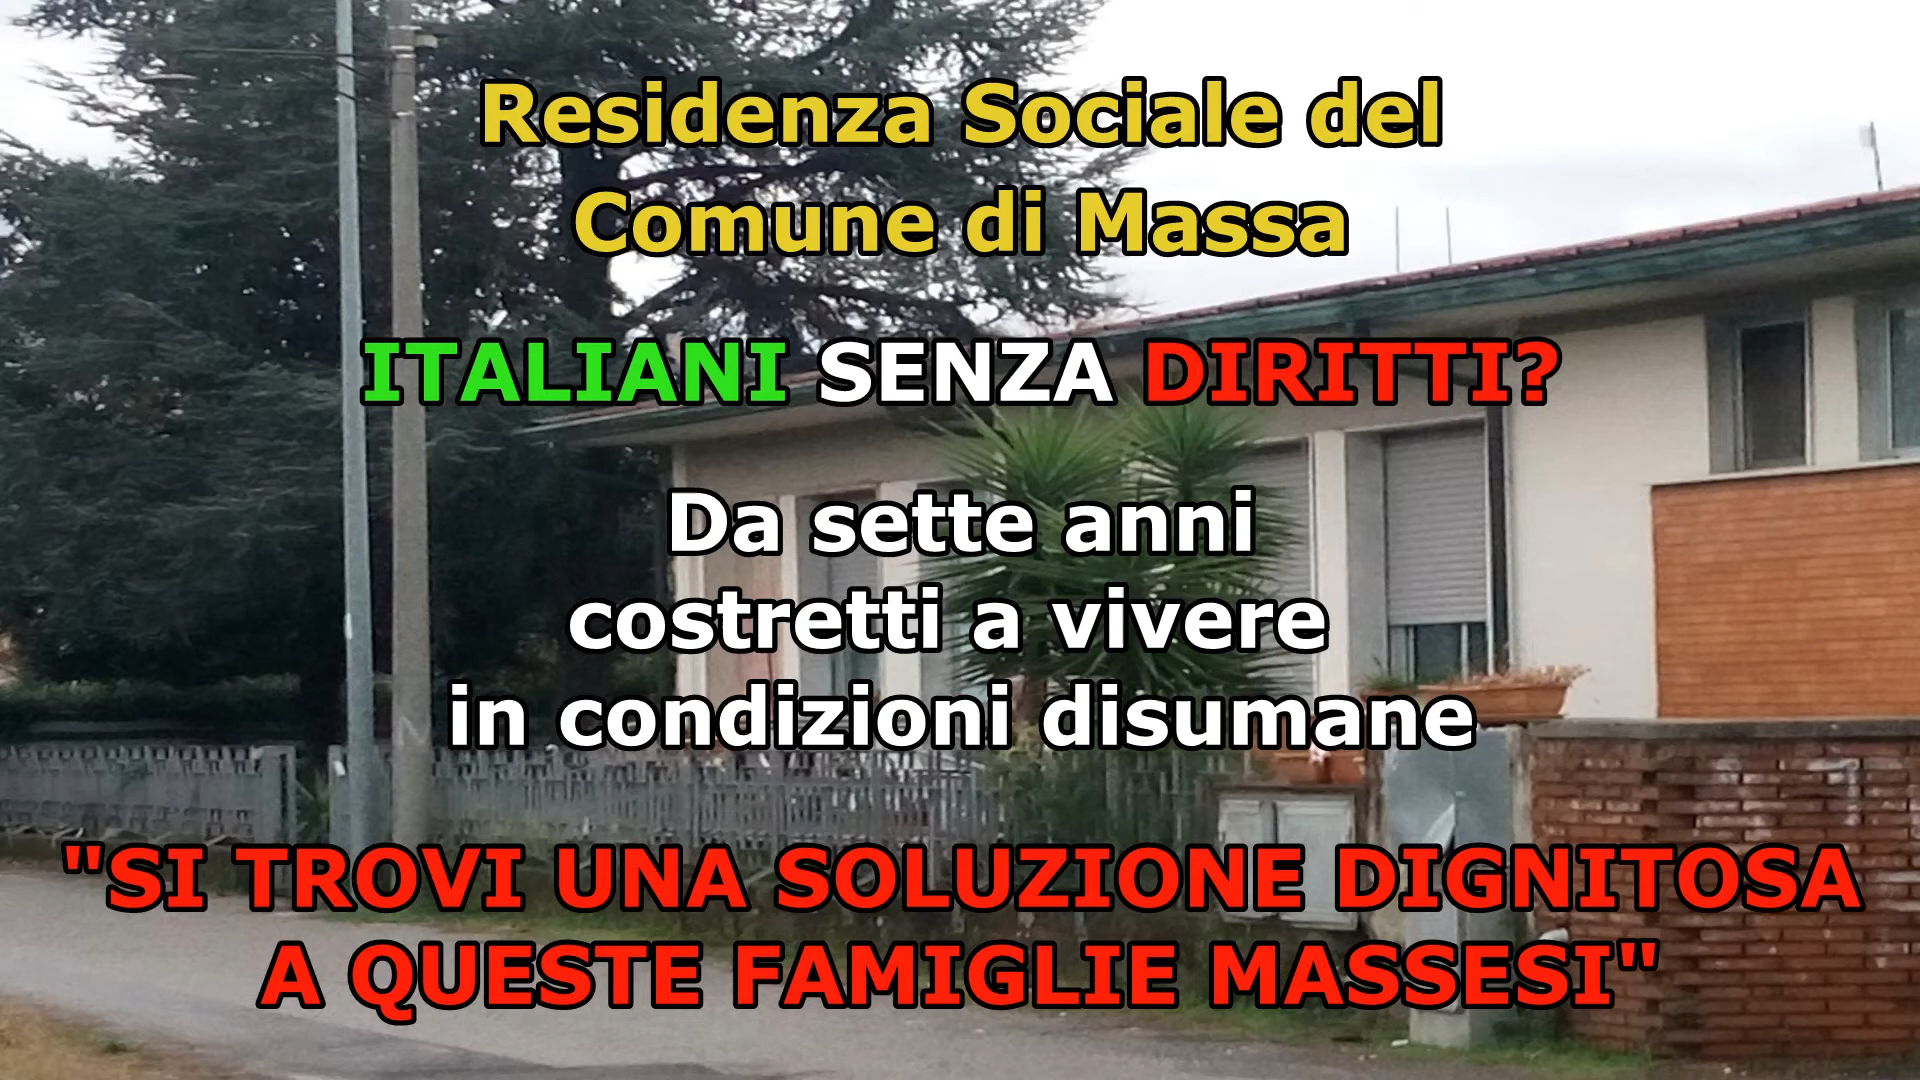 Residenza Sociale del
Comune di Massa
ITALIANI SENZA DIRITTI?
Da sette anni
costretti a vivere
in condizioni disumane
"SI TROVI UNA SOLUZIONE DIGNITOSA
A QUESTE FAMIGLIE MASSESI"